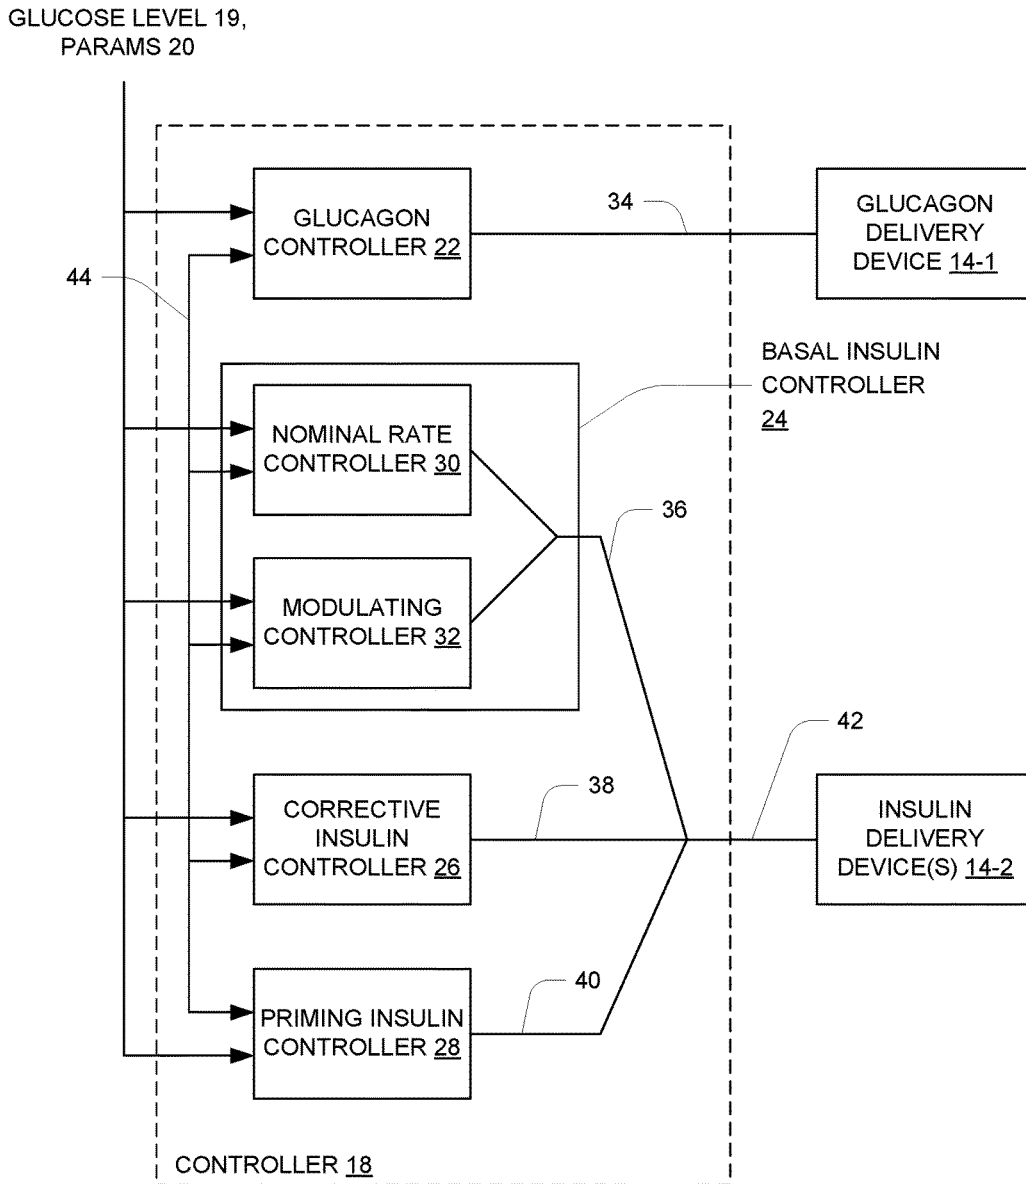 GLUCOSE LEVEL 19,
PARAMS 20
GLUCAGON
CONTROLLER 22
34
GLUCAGON
DELIVERY
DEVICE 14-1
44
BASAL INSULIN
CONTROLLER
24
NOMINAL RATE
CONTROLLER 30
36
MODULATING
CONTROLLER 32
42
CORRECTIVE
INSULIN
CONTROLLER 26
38
INSULIN
DELIVERY
DEVICE(S) 14-2
PRIMING INSULIN
CONTROLLER 28
40
CONTROLLER 18